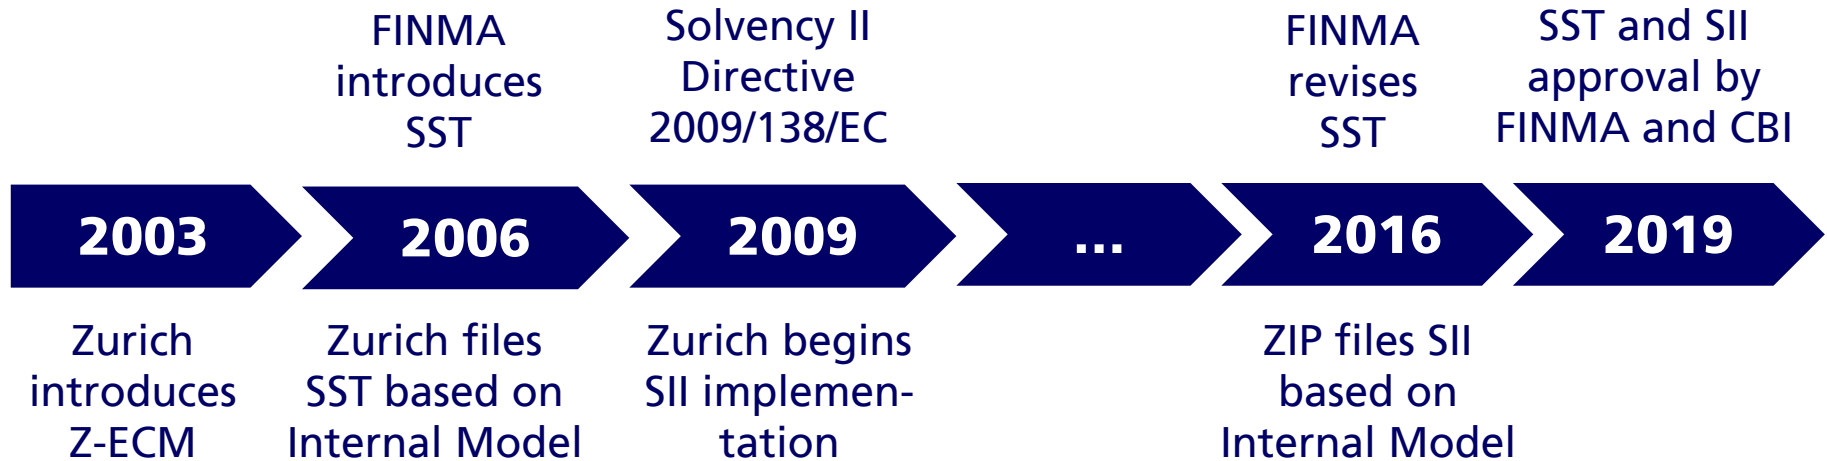 FINMA
introduces
SST
Solvency II
Directive
2009/138/EC
FINMA
revises
SST
SST and SII
approval by
FINMA and CBI
2003
2006
2009
...
2016
2019
Zurich
introduces
Z-ECM
Zurich files
SST based on
Internal Model
Zurich begins
SII implemen-
tation
ZIP files SII
based on
Internal Model